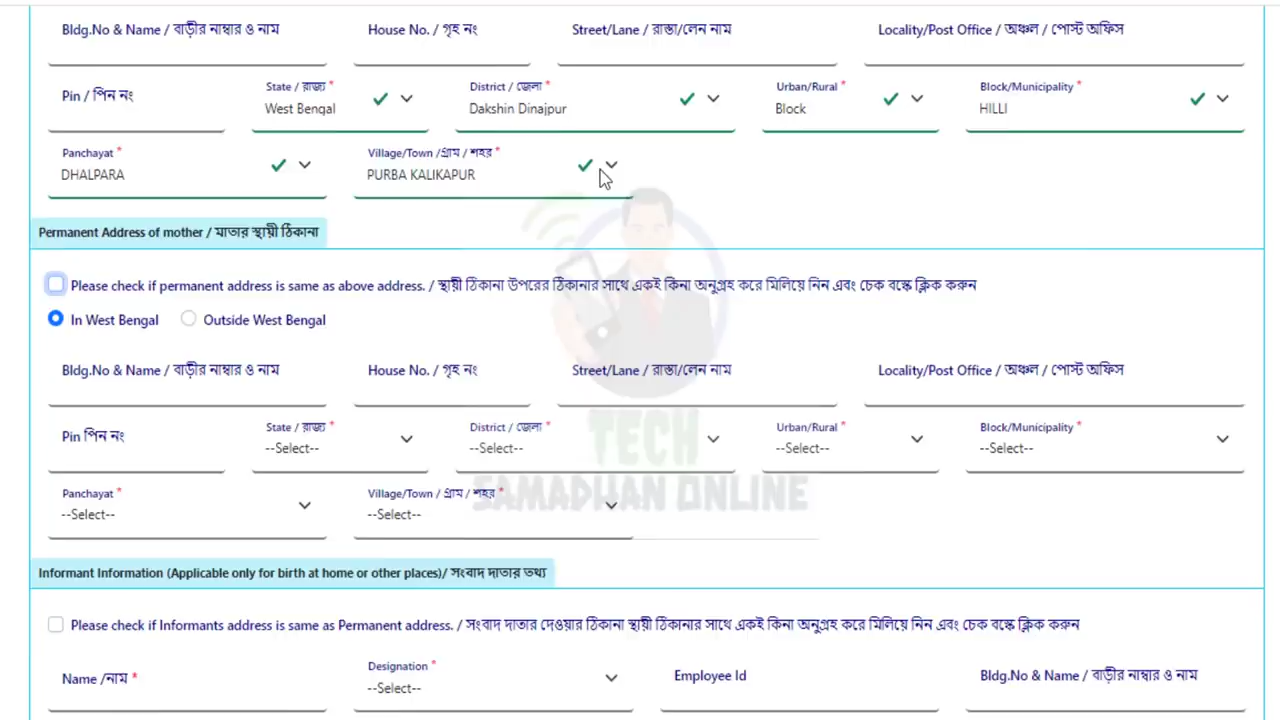 Bldg.No & Name / বাড়ীর নাম্বার ও নাম House No. / গৃহ নং Street/Lane / রাস্তা/লেন নাম Locality/Post Office / অঞ্চল / পোস্ট অফিস
Pin / পিন নং State / রাজ্য * District / জেলা * Urban/Rural * Block/Municipality *
West Bengal Dakshin Dinajpur Block HILLI
Panchayat * Village/Town /গ্রাম / শহর *
DHALPARA PURBA KALIKAPUR
Permanent Address of mother / মাতার স্থায়ী ঠিকানা
Please check if permanent address is same as above address. / স্থায়ী ঠিকানা উপরের ঠিকানার সাথে একই কিনা অনুগ্রহ করে মিলিয়ে নিন এবং চেক বক্সে ক্লিক করুন
In West Bengal Outside West Bengal
Bldg.No & Name / বাড়ীর নাম্বার ও নাম House No. / গৃহ নং Street/Lane / রাস্তা/লেন নাম Locality/Post Office / অঞ্চল / পোস্ট অফিস
Pin পিন নং State / রাজ্য * District / জেলা * Urban/Rural * Block/Municipality *
--Select-- --Select-- --Select-- --Select--
TECH
Panchayat * Village/Town / গ্রাম / শহর *
--Select-- --Select--
SAMADHAN ONLINE
Informant Information (Applicable only for birth at home or other places)/ সংবাদ দাতার তথ্য
Please check if Informants address is same as Permanent address. / সংবাদ দাতার দেওয়ার ঠিকানা স্থায়ী ঠিকানার সাথে একই কিনা অনুগ্রহ করে মিলিয়ে নিন এবং চেক বক্সে ক্লিক করুন
Name /নাম * Designation * Employee Id Bldg.No & Name / বাড়ীর নাম্বার ও নাম
--Select--